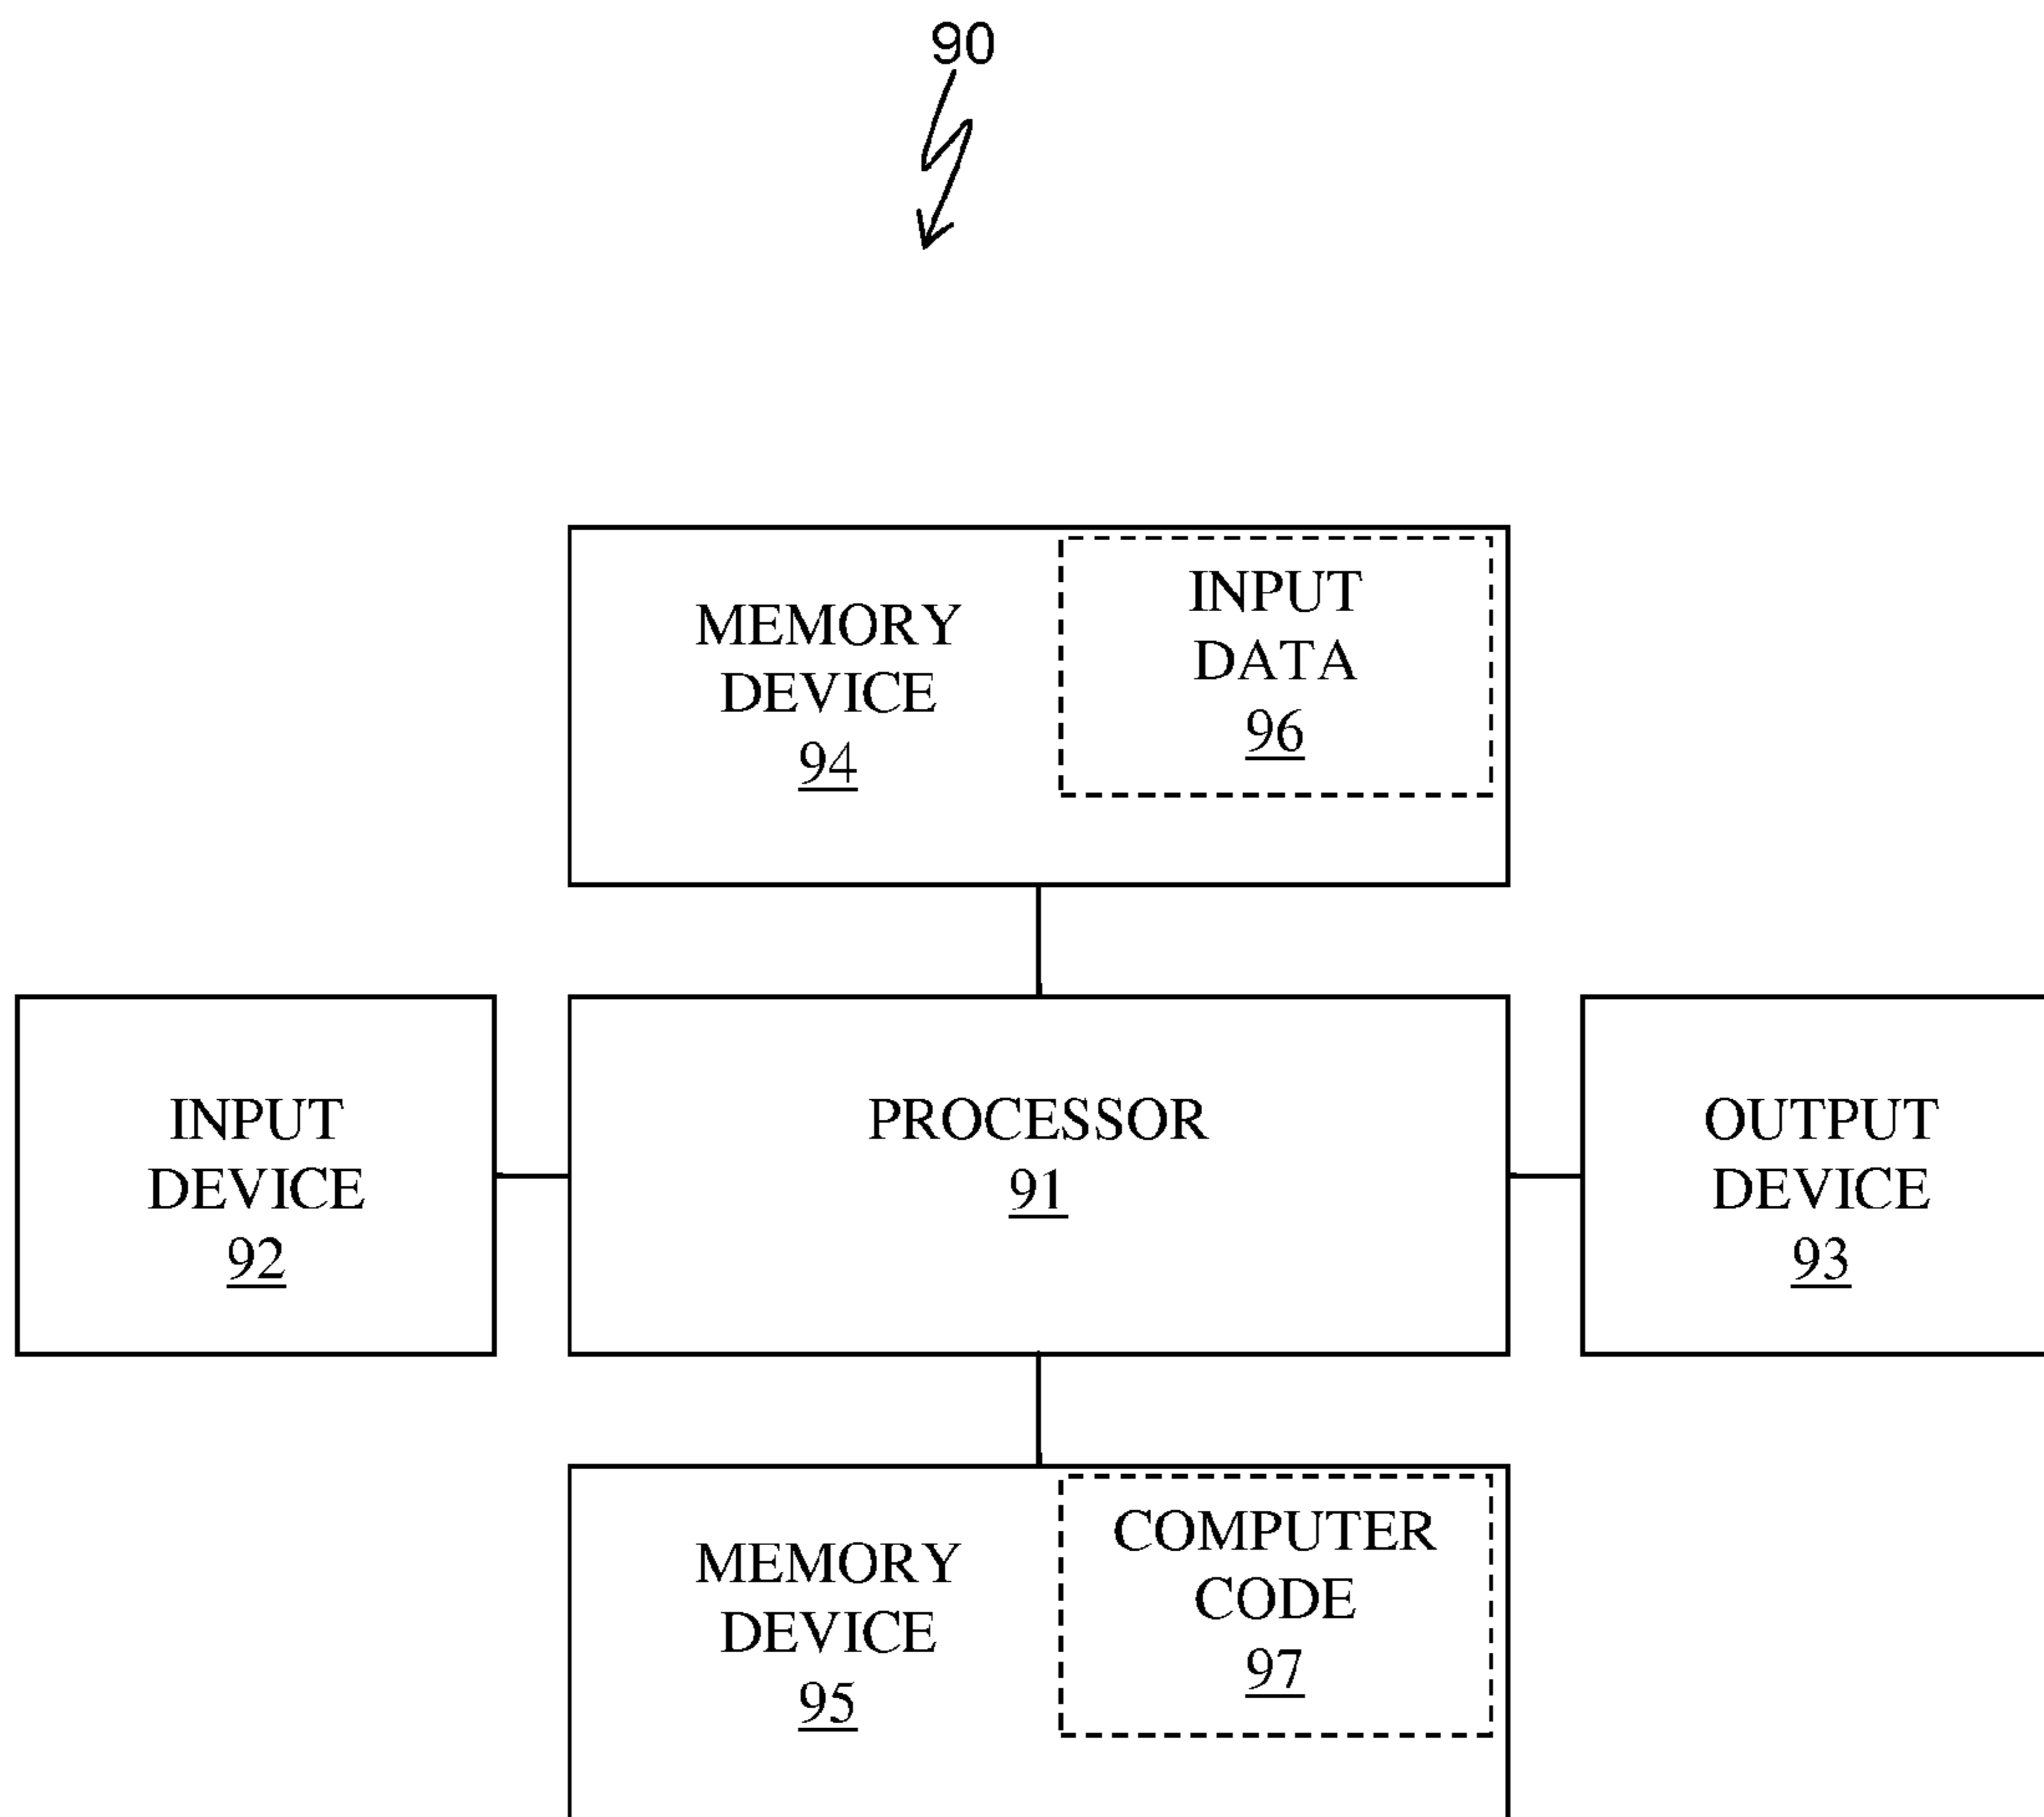 90
MEMORY
DEVICE
94
INPUT
DATA
96
INPUT
DEVICE
92
PROCESSOR
91
OUTPUT
DEVICE
93
MEMORY
DEVICE
95
COMPUTER
CODE
97